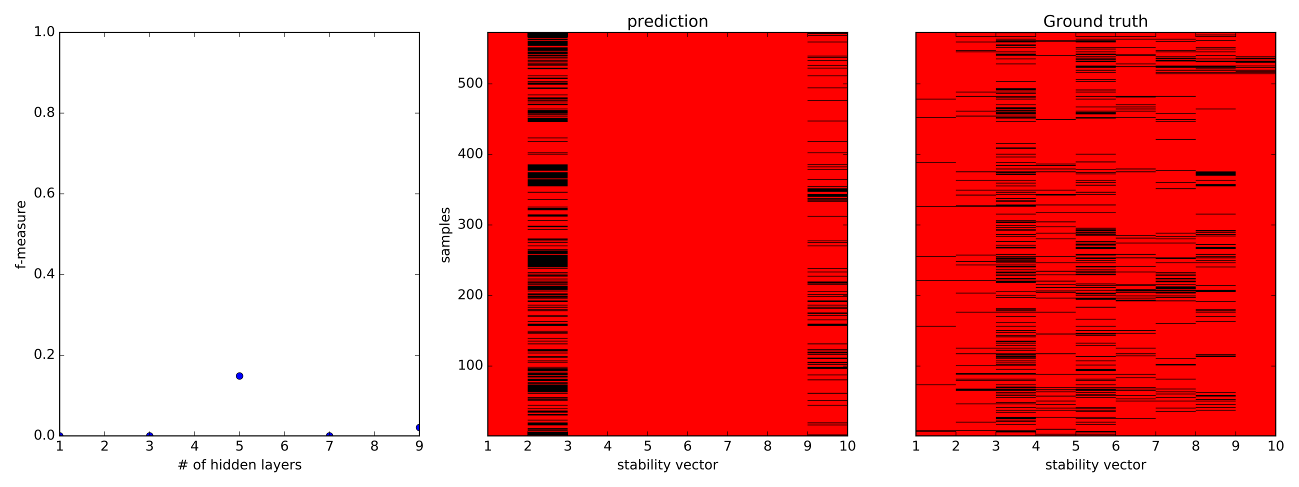 prediction
Ground truth
1.0
0.8
0.6
0.4
0.2
0.0
f-measure
1 2 3 4 5 6 7 8 9
# of hidden layers
500
400
300
200
100
samples
1 2 3 4 5 6 7 8 9 10
stability vector
1 2 3 4 5 6 7 8 9 10
stability vector